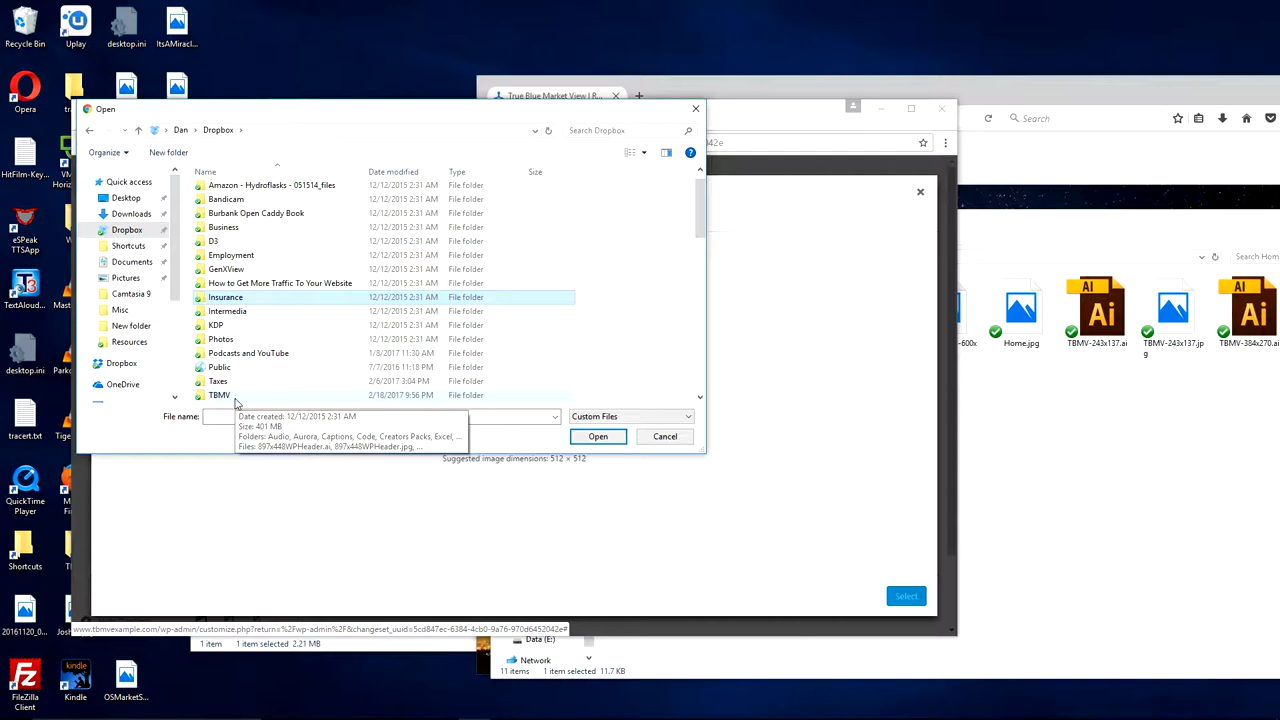 Recycle Bin
Uplay
desktop.ini
ItsAMiracl...
Opera
HitFilm-Key...
eSpeak TTSApp
TextAloud...
desktop.ini
tracert.txt
QuickTime Player
Shortcuts
20161120_0...
FileZilla Client
Kindle
OSMarketS...
Open
Dan
Dropbox
Search Dropbox
Organize
New folder
Quick access
Desktop
Downloads
Dropbox
Shortcuts
Documents
Pictures
Camtasia 9
Misc
New folder
Resources
Dropbox
OneDrive
Name Date modified Type Size
Amazon - Hydroflasks - 051514_files 12/12/2015 2:31 AM File folder
Bandicam 12/12/2015 2:31 AM File folder
Burbank Open Caddy Book 12/12/2015 2:31 AM File folder
Business 12/12/2015 2:31 AM File folder
D3 12/12/2015 2:31 AM File folder
Employment 12/12/2015 2:31 AM File folder
GenXView 12/12/2015 2:31 AM File folder
How to Get More Traffic To Your Website 12/12/2015 2:31 AM File folder
Insurance 12/12/2015 2:31 AM File folder
Intermedia 12/12/2015 2:31 AM File folder
KDP 12/12/2015 2:31 AM File folder
Photos 12/12/2015 2:31 AM File folder
Podcasts and YouTube 1/8/2017 11:30 AM File folder
Public 7/7/2016 11:18 PM File folder
Taxes 2/6/2017 3:04 PM File folder
TBMV 2/18/2017 9:56 PM File folder
File name:
Custom Files
Date created: 12/12/2015 2:31 AM
Size: 401 MB
Folders: Audio, Aurora, Captions, Code, Creators Packs, Excel, ...
Files: 897x448WPHeader.ai, 897x448WPHeader.jpg, ...
Open
Cancel
Suggested image dimensions: 512 × 512
Select
www.tbmvexample.com/wp-admin/customize.php?return=%2Fwp-admin%2F&changeset_uuid=5cd847ec-6384-4cb0-9a76-970d6452042e#
1 item
1 item selected 2.21 MB
True Blue Market View | R...
042e
Search
Search Hom
-600x
Home.jpg
TBMV-243x137.ai
TBMV-243x137.jpg
TBMV-384x270.ai
Data (E:)
Network
11 items
1 item selected 11.7 KB